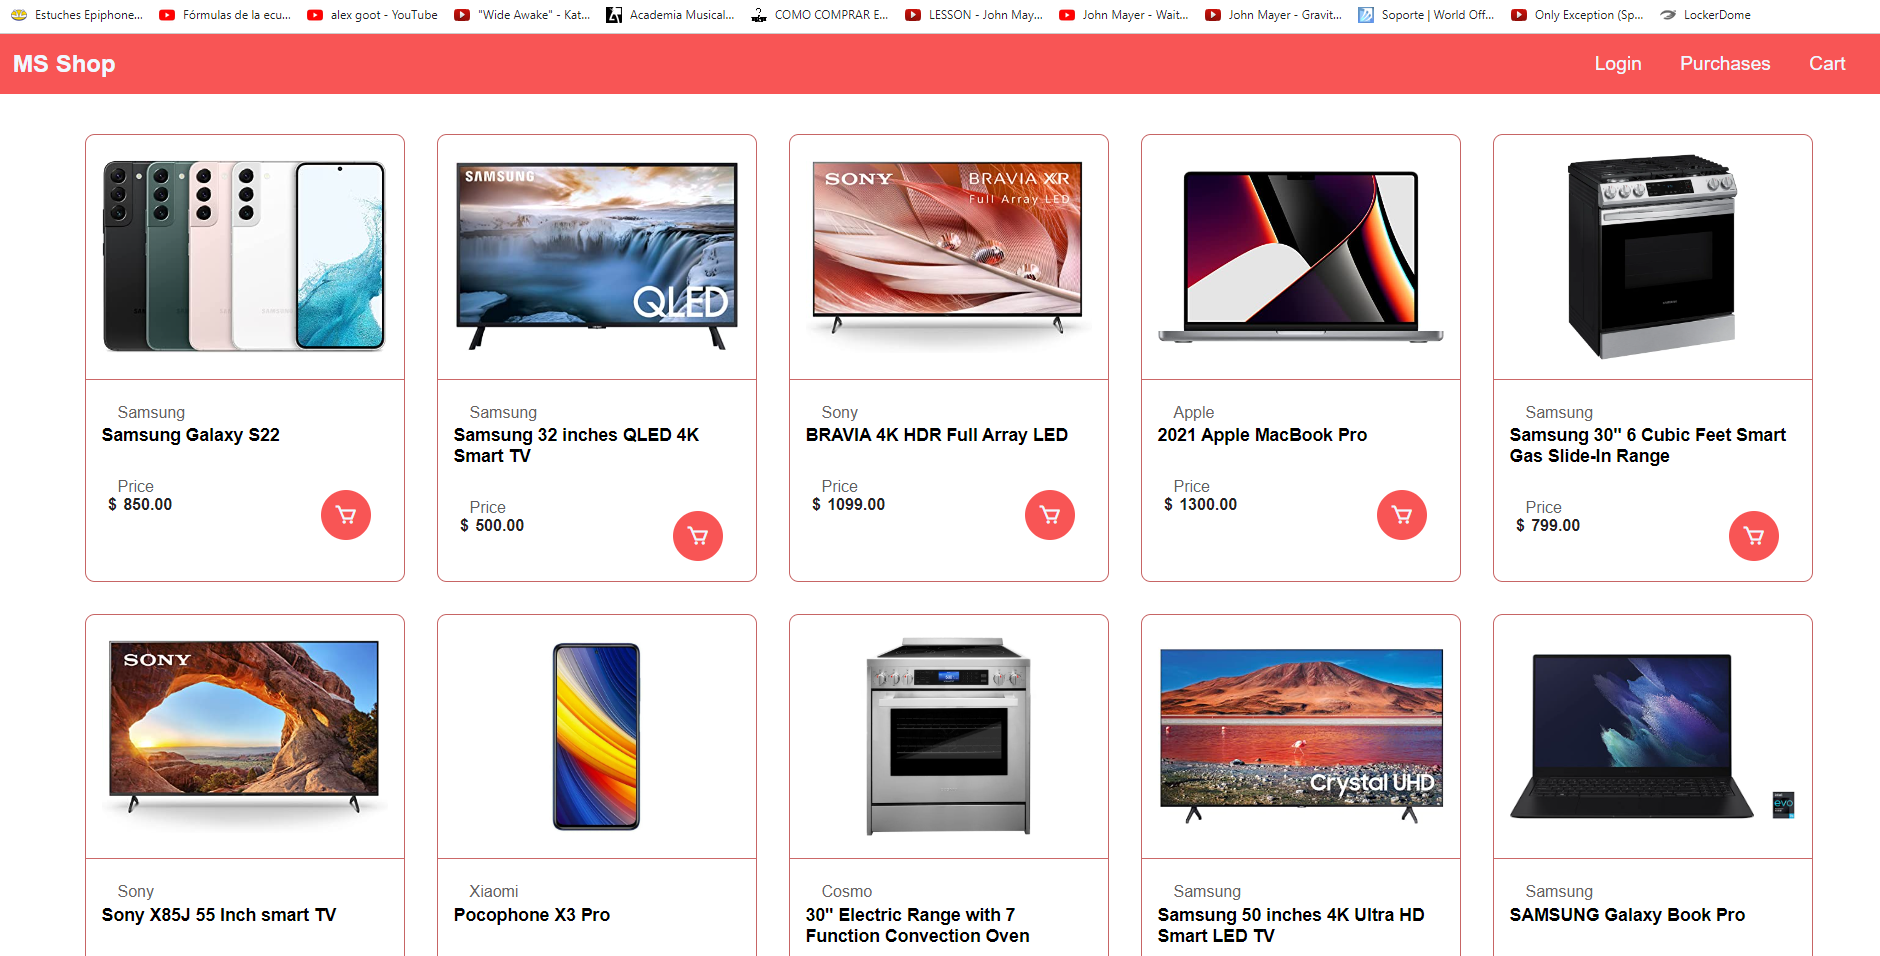 Estuches Epiphone... Fórmulas de la ecu... alex goot - YouTube "Wide Awake" - Kat... Academia Musical... COMO COMPRAR E... LESSON - John May... John Mayer - Wait... John Mayer - Gravit... Soporte | World Off... Only Exception (Sp... LockerDome
MS Shop Login Purchases Cart
SAMSUNG
QLED
SONY BRAVIA XR
Full Array LED
Samsung
Samsung Galaxy S22
Price
$ 850.00
Samsung
Samsung 32 inches QLED 4K
Smart TV
Price
$ 500.00
Sony
BRAVIA 4K HDR Full Array LED
Price
$ 1099.00
Apple
2021 Apple MacBook Pro
Price
$ 1300.00
Samsung
Samsung 30" 6 Cubic Feet Smart
Gas Slide-In Range
Price
$ 799.00
SONY
Crystal UHD
evo
Sony
Sony X85J 55 Inch smart TV
Xiaomi
Pocophone X3 Pro
Cosmo
30" Electric Range with 7
Function Convection Oven
Samsung
Samsung 50 inches 4K Ultra HD
Smart LED TV
Samsung
SAMSUNG Galaxy Book Pro